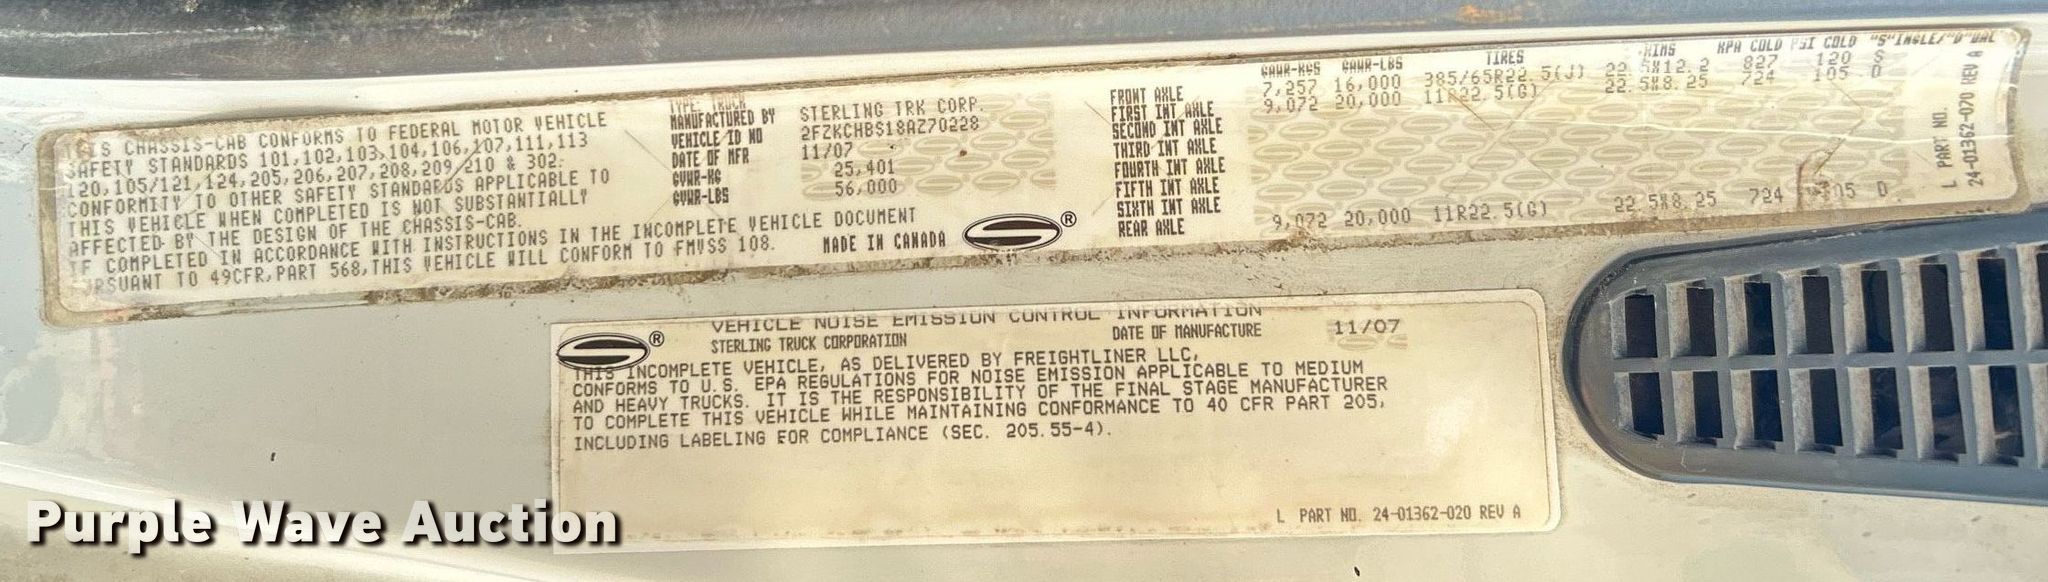 THIS CHASSIS-CAB CONFORMS TO FEDERAL MOTOR VEHICLE
SAFETY STANDARDS 101,102,103,104,106,107,111,113
120,105/121,124,205,206,207,208,209/210 & 302.
CONFORMITY TO OTHER SAFETY STANDARDS APPLICABLE TO
THIS VEHICLE WHEN COMPLETED IS NOT SUBSTANTIALLY
AFFECTED BY THE DESIGN OF THE CHASSIS-CAB.
IF COMPLETED IN ACCORDANCE WITH INSTRUCTIONS IN THE INCOMPLETE VEHICLE DOCUMENT
PURSUANT TO 49CFR,PART 568,THIS VEHICLE WILL CONFORM TO FMVSS 108.
MADE IN CANADA
S®
TYPE: TRUCK
MANUFACTURED BY STERLING TRK CORP.
VEHICLE ID NO 2FZKCHBS18AZ70228
DATE OF MFR 11/07
GVWR-KG 25,401
GVWR-LBS 56,000
GAWR-KGS GAWR-LBS TIRES RIMS KPA COLD PSI COLD "S"INGLE/"D"UAL
FRONT AXLE 7,257 16,000 385/65R22.5(J) 22.5X12.2 827 120 S
FIRST INT AXLE 9,072 20,000 11R22.5(G) 22.5X8.25 724 105 D
SECOND INT AXLE
THIRD INT AXLE
FOURTH INT AXLE
FIFTH INT AXLE
SIXTH INT AXLE
REAR AXLE 9,072 20,000 11R22.5(G) 22.5X8.25 724 105 D
L PART NO.
24-01362-070 REV A
S®
VEHICLE NOISE EMISSION CONTROL INFORMATION
STERLING TRUCK CORPORATION DATE OF MANUFACTURE 11/07
THIS INCOMPLETE VEHICLE, AS DELIVERED BY FREIGHTLINER LLC,
CONFORMS TO U.S. EPA REGULATIONS FOR NOISE EMISSION APPLICABLE TO MEDIUM
AND HEAVY TRUCKS. IT IS THE RESPONSIBILITY OF THE FINAL STAGE MANUFACTURER
TO COMPLETE THIS VEHICLE WHILE MAINTAINING CONFORMANCE TO 40 CFR PART 205,
INCLUDING LABELING FOR COMPLIANCE (SEC. 205.55-4).
L PART NO. 24-01362-020 REV A
Purple Wave Auction